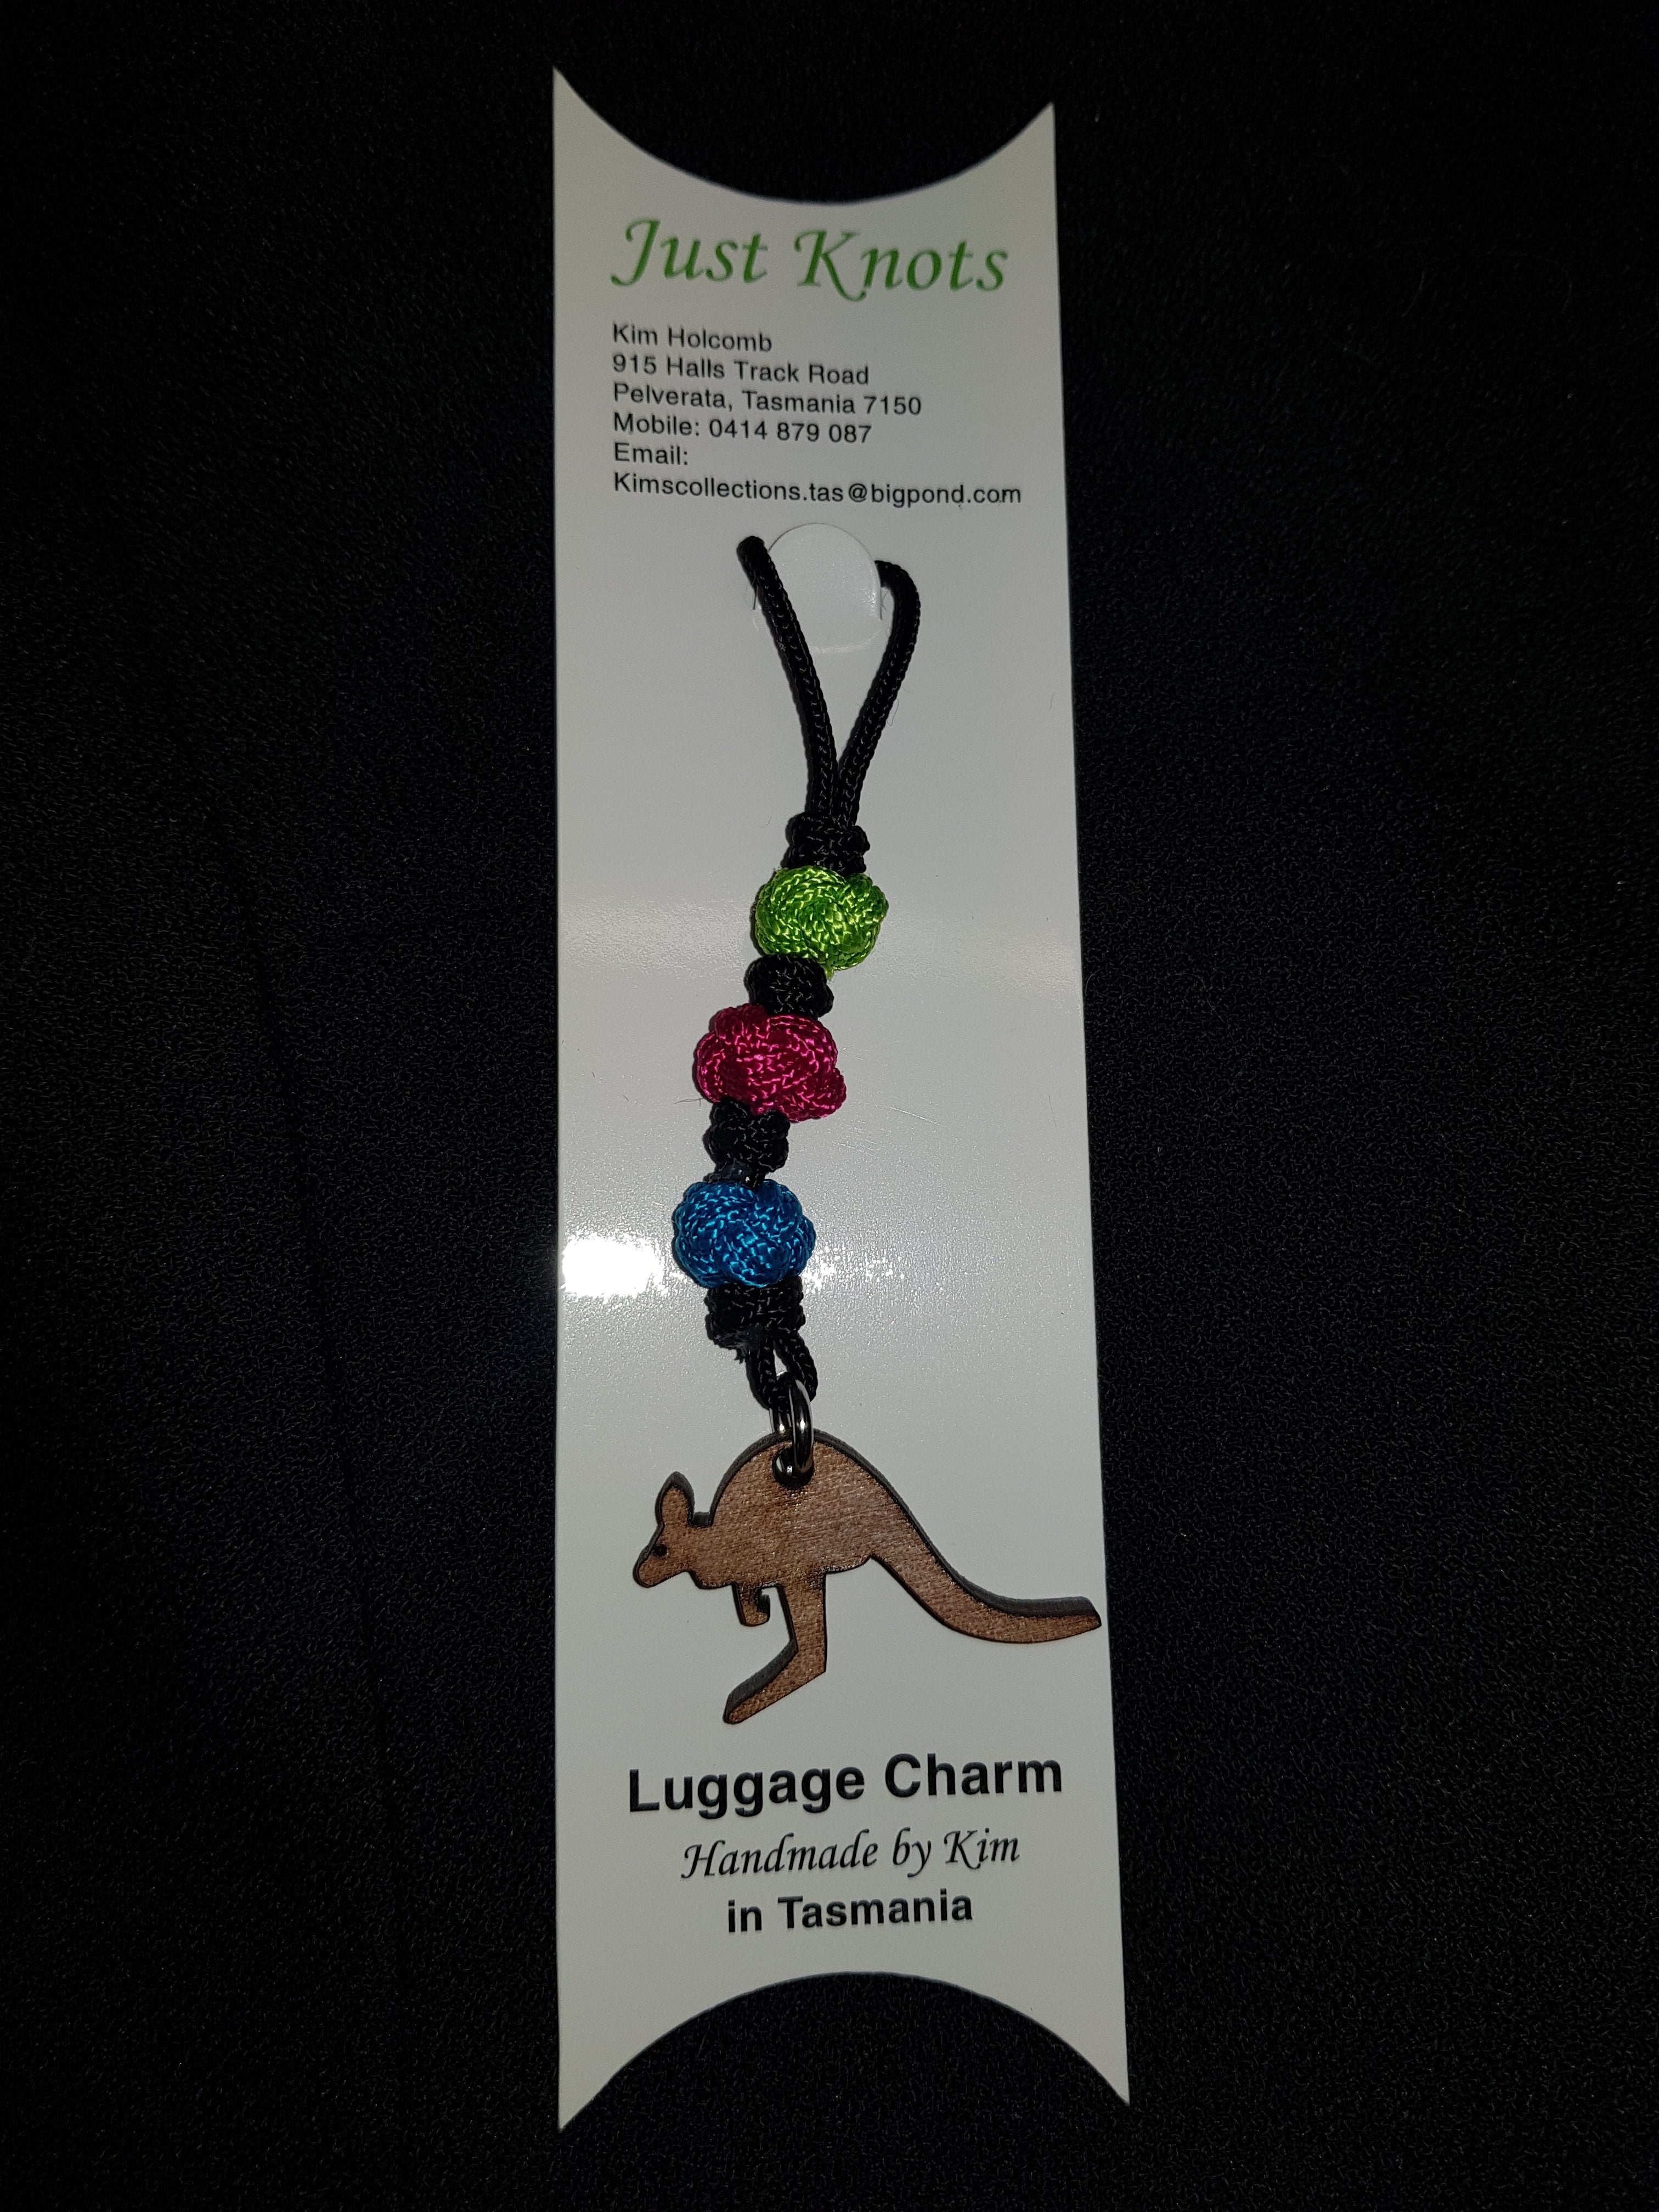 Just Knots
Kim Holcomb
915 Halls Track Road
Pelverata, Tasmania 7150
Mobile: 0414 879 087
Email:
Kimscollections.tas@bigpond.com
Luggage Charm
Handmade by Kim
in Tasmania